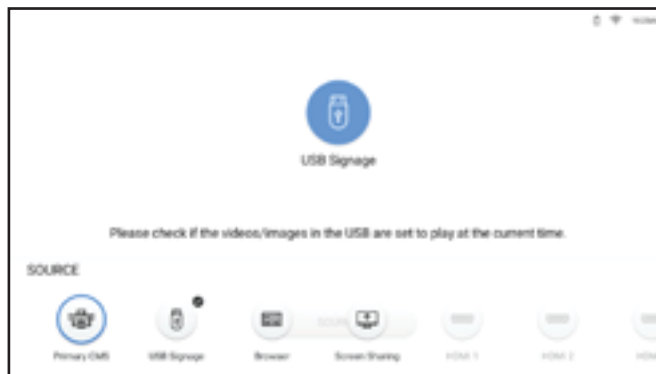 USB Signage
Please check if the videos/images in the USB are set to play at the current time.
SOURCE
Primary CMS
USB Signage
Browser
Screen Sharing
HDMI 1
HDMI 2